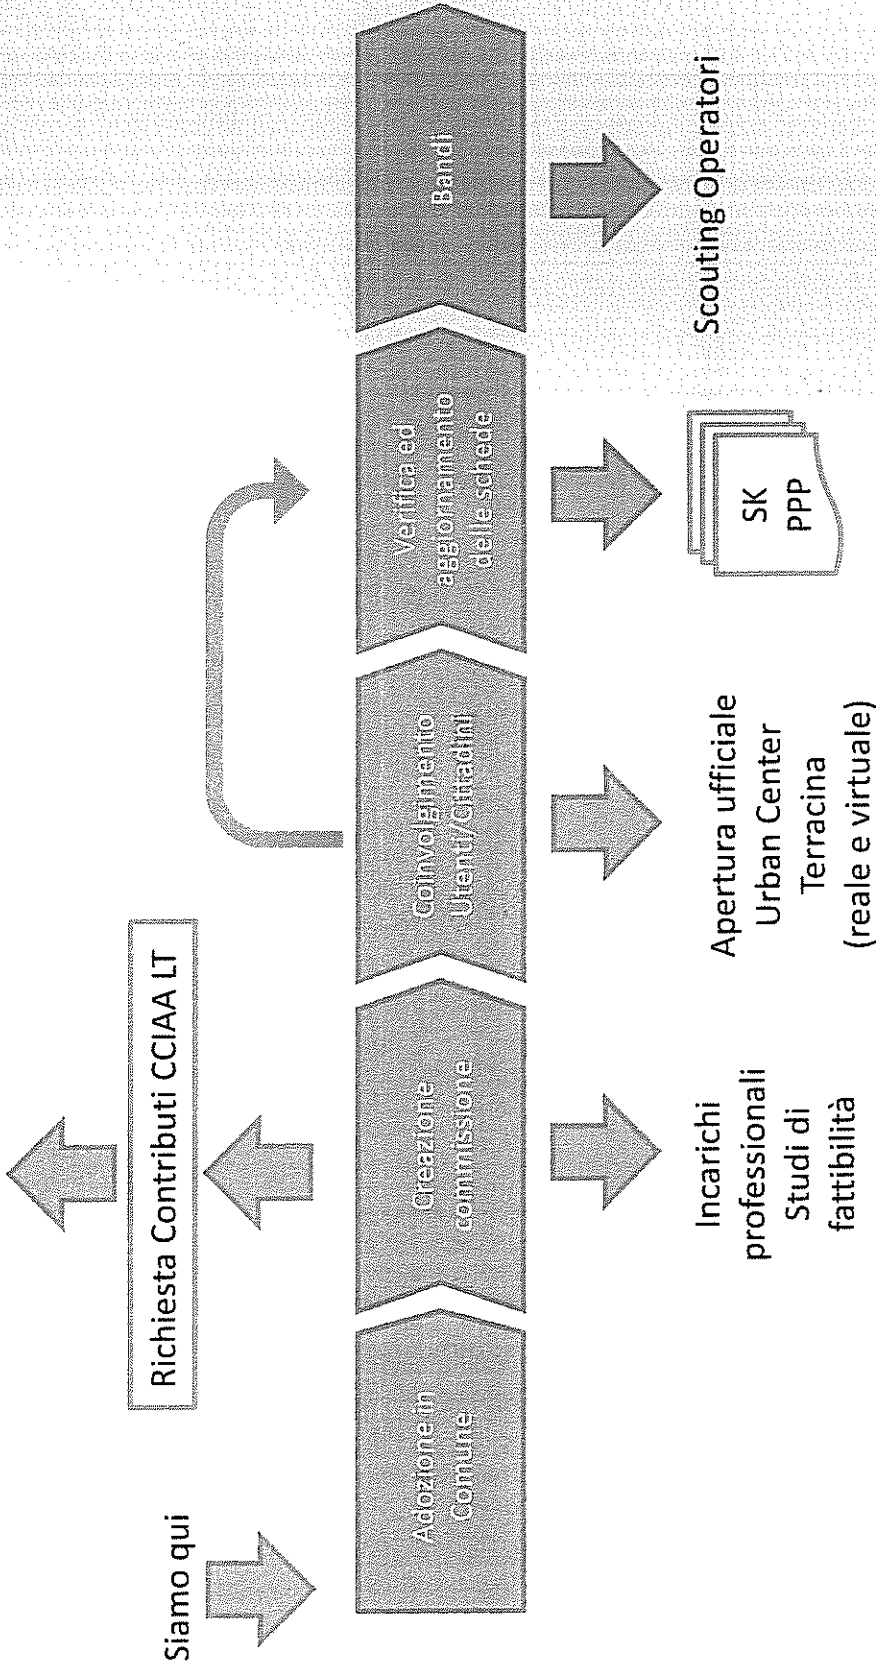 Siamo qui
Richiesta Contributi CCIAA LT
Adozione in
Comune
Creazione
commissione
Coinvolgimento
Utenti/Cittadini
Verifica ed
aggiornamento
delle schede
Bandi
Incarichi
professionali
Studi di
fattibilità
Apertura ufficiale
Urban Center
Terracina
(reale e virtuale)
SK
PPP
Scouting Operatori